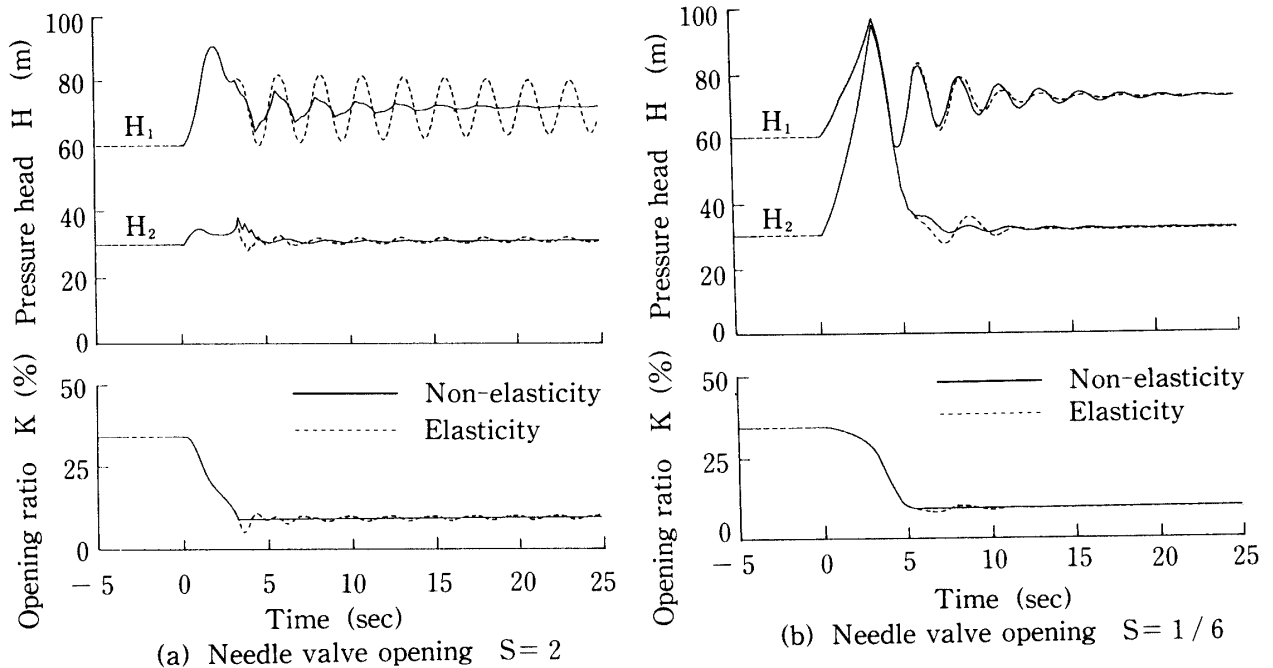 Pressure head H (m)
100
80
60
40
20
0
H₁
H₂
Opening ratio K (%)
50
25
0
Non-elasticity
Elasticity
− 5 0 5 10 15 20 25
Time (sec)
(a) Needle valve opening S= 2
Pressure head H (m)
100
80
60
40
20
0
H₁
H₂
Opening ratio K (%)
50
25
0
Non-elasticity
Elasticity
− 5 0 5 10 15 20 25
Time (sec)
(b) Needle valve opening S= 1 / 6